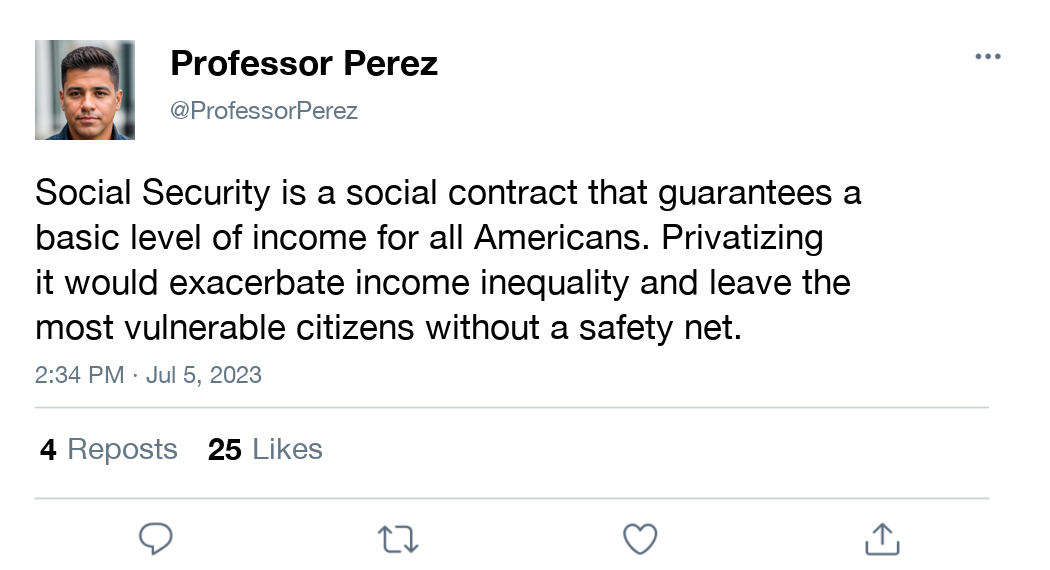 Professor Perez
@ProfessorPerez
Social Security is a social contract that guarantees a
basic level of income for all Americans. Privatizing
it would exacerbate income inequality and leave the
most vulnerable citizens without a safety net.
2:34 PM · Jul 5, 2023
4 Reposts 25 Likes